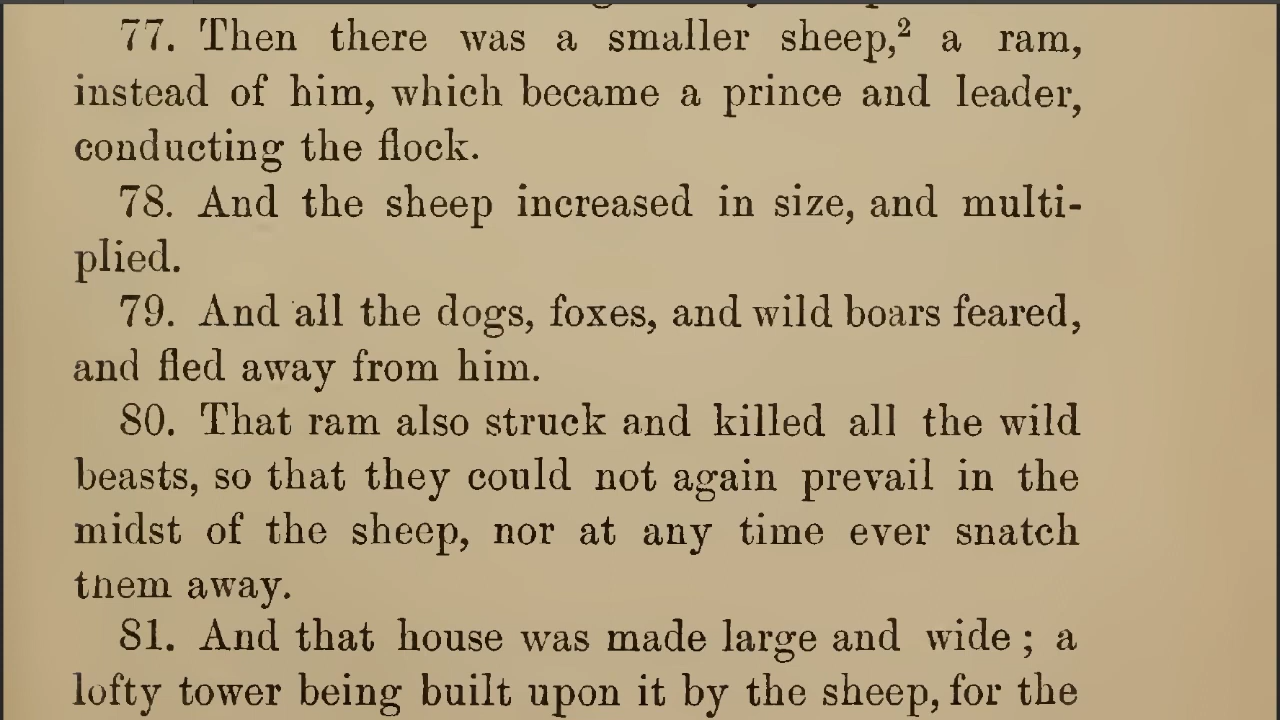 77. Then there was a smaller sheep,² a ram,
instead of him, which became a prince and leader,
conducting the flock.
78. And the sheep increased in size, and multi-
plied.
79. And all the dogs, foxes, and wild boars feared,
and fled away from him.
80. That ram also struck and killed all the wild
beasts, so that they could not again prevail in the
midst of the sheep, nor at any time ever snatch
tnem away.
81. And that house was made large and wide ; a
lofty tower being built upon it by the sheep, for the